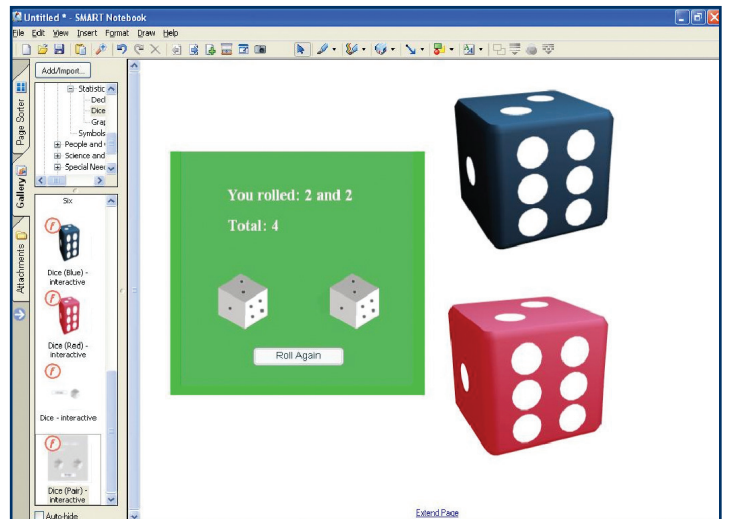 Untitled * - SMART Notebook
File Edit View Insert Format Draw Help
Add/Import...
Statistic
Ded
Dice
Grap
Symbols
People and
Science and
Special Need
Page Sorter
Gallery
Attachments
Six
Dice (Blue) -
interactive
Dice (Red) -
interactive
Dice - interactive
Dice (Pair) -
interactive
Auto-hide
You rolled: 2 and 2
Total: 4
Roll Again
Extend Page